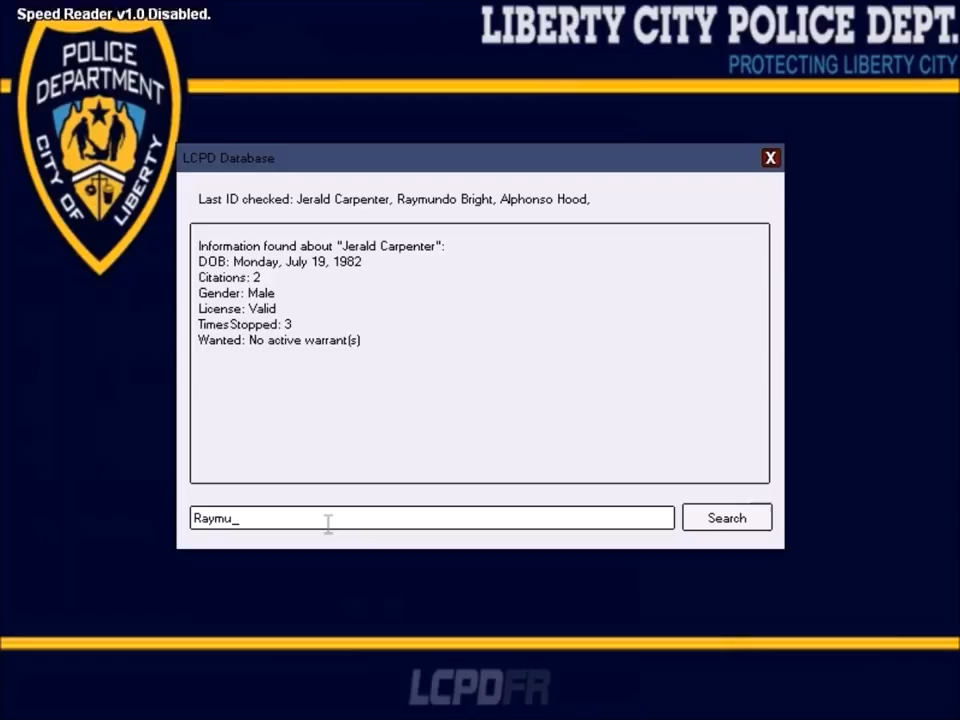 Speed Reader v1.0 Disabled.
LIBERTY CITY POLICE DEPT.
PROTECTING LIBERTY CITY
POLICE
DEPARTMENT
CITY OF LIBERTY
LCPD Database
X
Last ID checked: Jerald Carpenter, Raymundo Bright, Alphonso Hood,
Information found about "Jerald Carpenter":
DOB: Monday, July 19, 1982
Citations: 2
Gender: Male
License: Valid
TimesStopped: 3
Wanted: No active warrant(s)
Raymu_
Search
LCPDFR